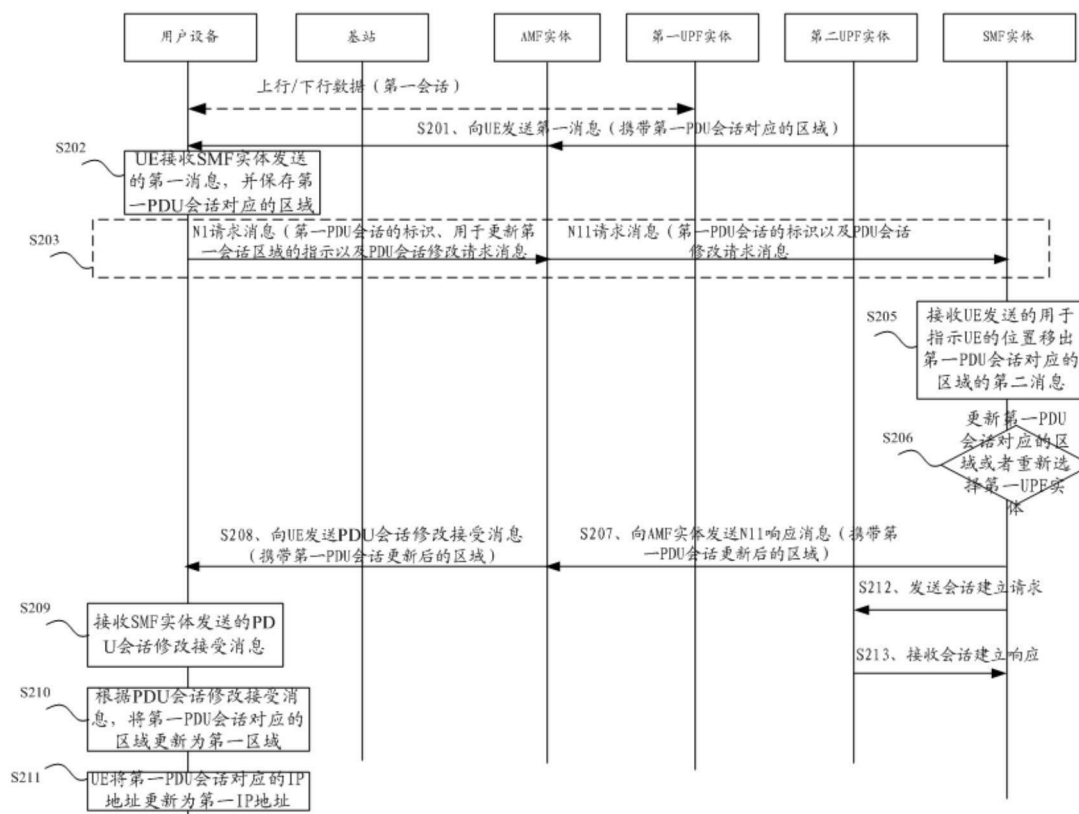 用户设备
基站
AMF实体
第一UPF实体
第二UPF实体
SMF实体
上行/下行数据（第一会话）
S201、向UE发送第一消息（携带第一PDU会话对应的区域）
S202
UE接收SMF实体发送
的第一消息，并保存第
一PDU会话对应的区域
S203
N1请求消息（第一PDU会话的标识、用于更新第
一会话区域的指示以及PDU会话修改请求消息
N11请求消息（第一PDU会话的标识以及PDU会话
修改请求消息
S205
接收UE发送的用于
指示UE的位置移出
第一PDU会话对应的
区域的第二消息
S206
更新第一PDU
会话对应的区
域或者重新选
择第一UPF实
体
S208、向UE发送PDU会话修改接受消息
（携带第一PDU会话更新后的区域）
S207、向AMF实体发送N11响应消息（携带第
一PDU会话更新后的区域）
S212、发送会话建立请求
S209
接收SMF实体发送的PD
U会话修改接受消息
S213、接收会话建立响应
S210
根据PDU会话修改接受消
息，将第一PDU会话对应的
区域更新为第一区域
S211
UE将第一PDU会话对应的IP
地址更新为第一IP地址